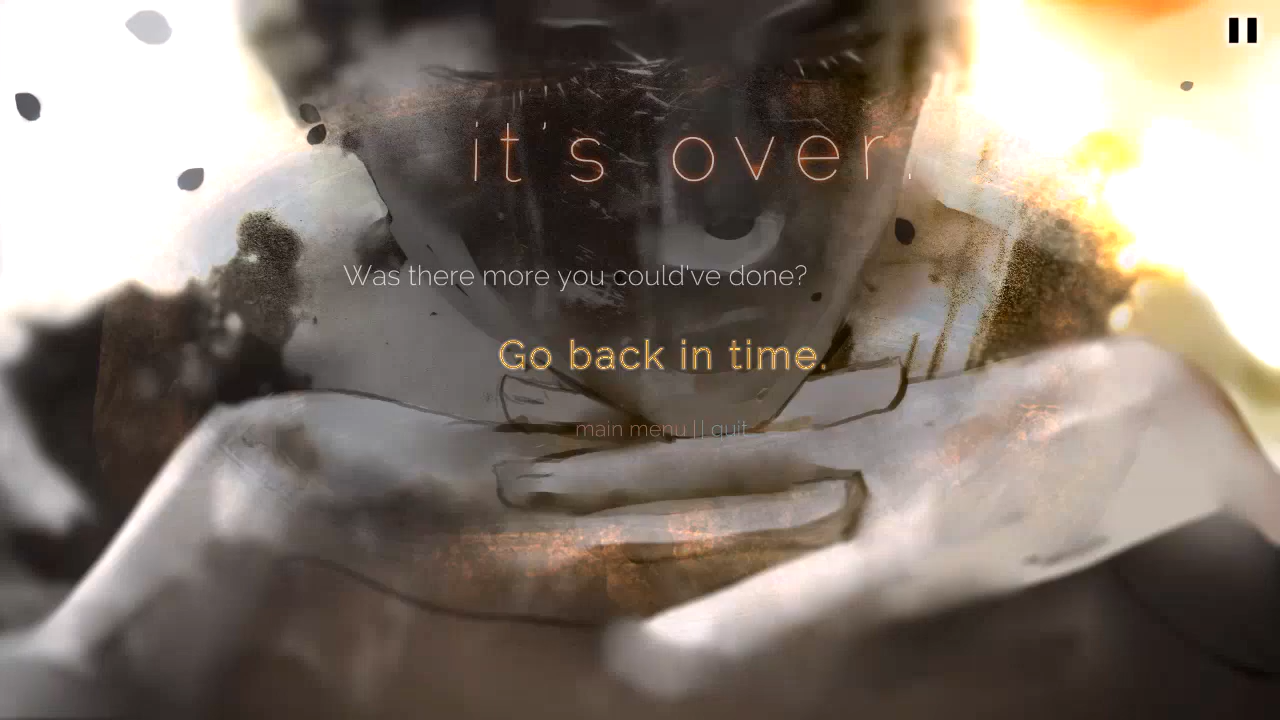 it's over.
Was there more you could've done?
Go back in time.
main menu || quit